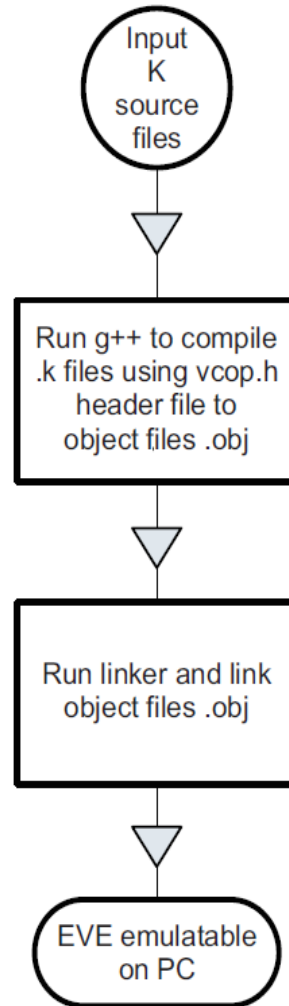 Input
K
source
files
Run g++ to compile
.k files using vcop.h
header file to
object files .obj
Run linker and link
object files .obj
EVE emulatable
on PC